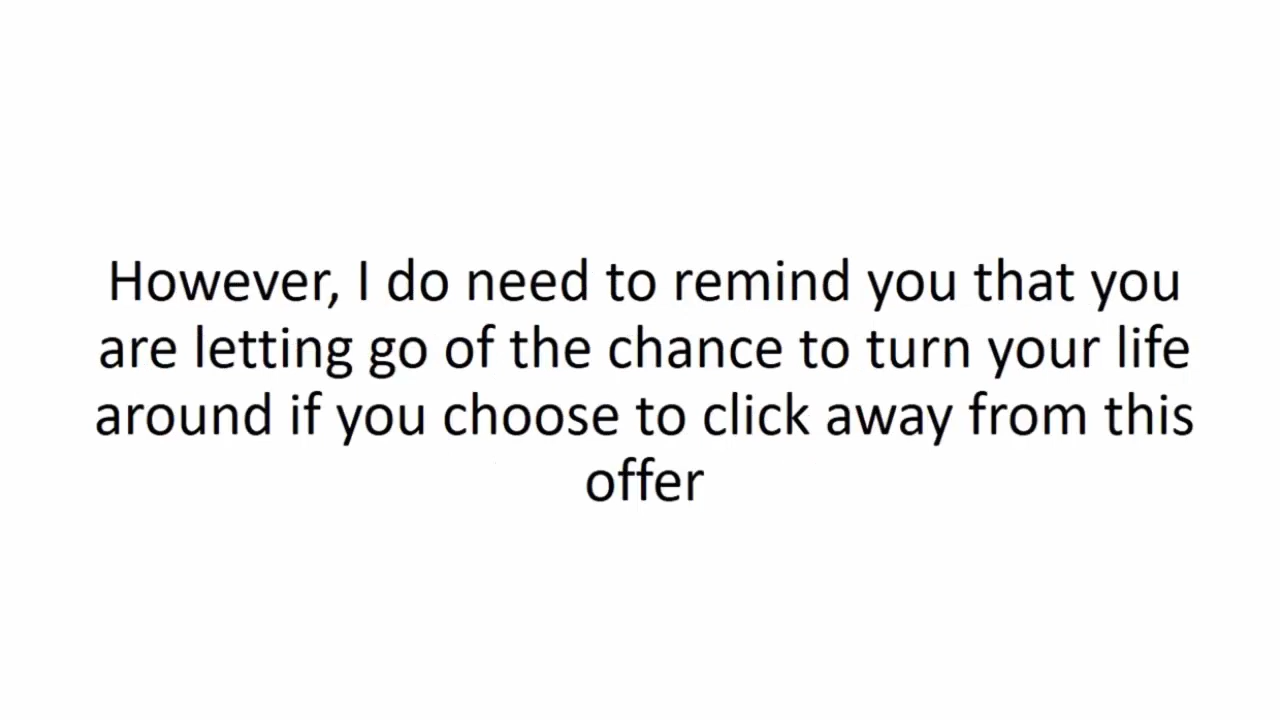 However, I do need to remind you that you
are letting go of the chance to turn your life
around if you choose to click away from this
offer